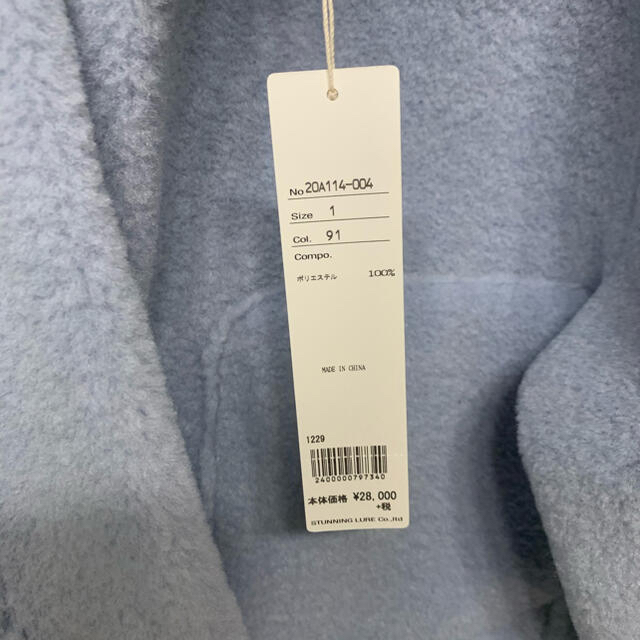 No 20A114-004
Size 1
Col. 91
Compo.
ポリエステル 100%
MADE IN CHINA
1229
2400000797340
本体価格 ¥28,000
+税
STUNNING LURE Co.,ltd